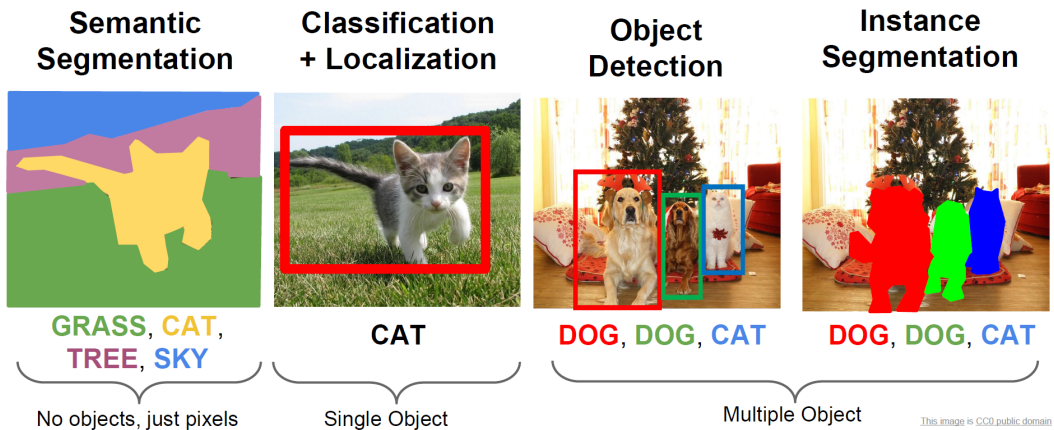 Semantic
Segmentation
Classification
+ Localization
Object
Detection
Instance
Segmentation
GRASS, CAT,
TREE, SKY
CAT
DOG, DOG, CAT
DOG, DOG, CAT
No objects, just pixels
Single Object
Multiple Object
This image is CC0 public domain